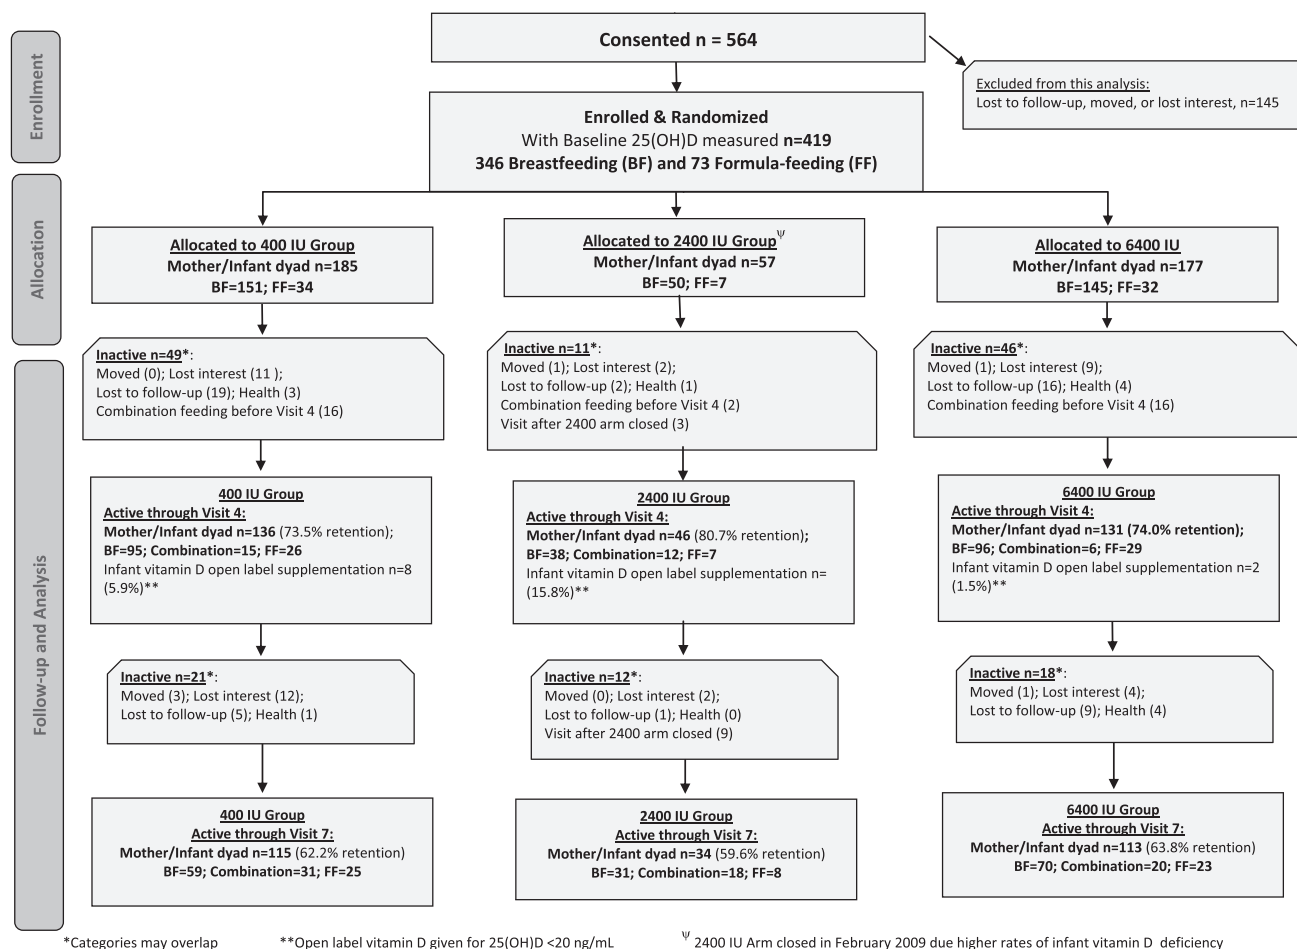 Enrollment
Consented n = 564
Excluded from this analysis:
Lost to follow-up, moved, or lost interest, n=145
Enrolled & Randomized
With Baseline 25(OH)D measured n=419
346 Breastfeeding (BF) and 73 Formula-feeding (FF)
Allocation
Allocated to 400 IU Group
Mother/Infant dyad n=185
BF=151; FF=34
Allocated to 2400 IU Groupψ
Mother/Infant dyad n=57
BF=50; FF=7
Allocated to 6400 IU
Mother/Infant dyad n=177
BF=145; FF=32
Follow-up and Analysis
Inactive n=49*:
Moved (0); Lost interest (11 );
Lost to follow-up (19); Health (3)
Combination feeding before Visit 4 (16)
Inactive n=11*:
Moved (1); Lost interest (2);
Lost to follow-up (2); Health (1)
Combination feeding before Visit 4 (2)
Visit after 2400 arm closed (3)
Inactive n=46*:
Moved (1); Lost interest (9);
Lost to follow-up (16); Health (4)
Combination feeding before Visit 4 (16)
400 IU Group
Active through Visit 4:
Mother/Infant dyad n=136 (73.5% retention);
BF=95; Combination=15; FF=26
Infant vitamin D open label supplementation n=8
(5.9%)**
2400 IU Group
Active through Visit 4:
Mother/Infant dyad n=46 (80.7% retention);
BF=38; Combination=12; FF=7
Infant vitamin D open label supplementation n=
(15.8%)**
6400 IU Group
Active through Visit 4:
Mother/Infant dyad n=131 (74.0% retention);
BF=96; Combination=6; FF=29
Infant vitamin D open label supplementation n=2
(1.5%)**
Inactive n=21*:
Moved (3); Lost interest (12);
Lost to follow-up (5); Health (1)
Inactive n=12*:
Moved (0); Lost interest (2);
Lost to follow-up (1); Health (0)
Visit after 2400 arm closed (9)
Inactive n=18*:
Moved (1); Lost interest (4);
Lost to follow-up (9); Health (4)
400 IU Group
Active through Visit 7:
Mother/Infant dyad n=115 (62.2% retention)
BF=59; Combination=31; FF=25
2400 IU Group
Active through Visit 7:
Mother/Infant dyad n=34 (59.6% retention)
BF=31; Combination=18; FF=8
6400 IU Group
Active through Visit 7:
Mother/Infant dyad n=113 (63.8% retention)
BF=70; Combination=20; FF=23
*Categories may overlap **Open label vitamin D given for 25(OH)D <20 ng/mL ψ 2400 IU Arm closed in February 2009 due higher rates of infant vitamin D deficiency